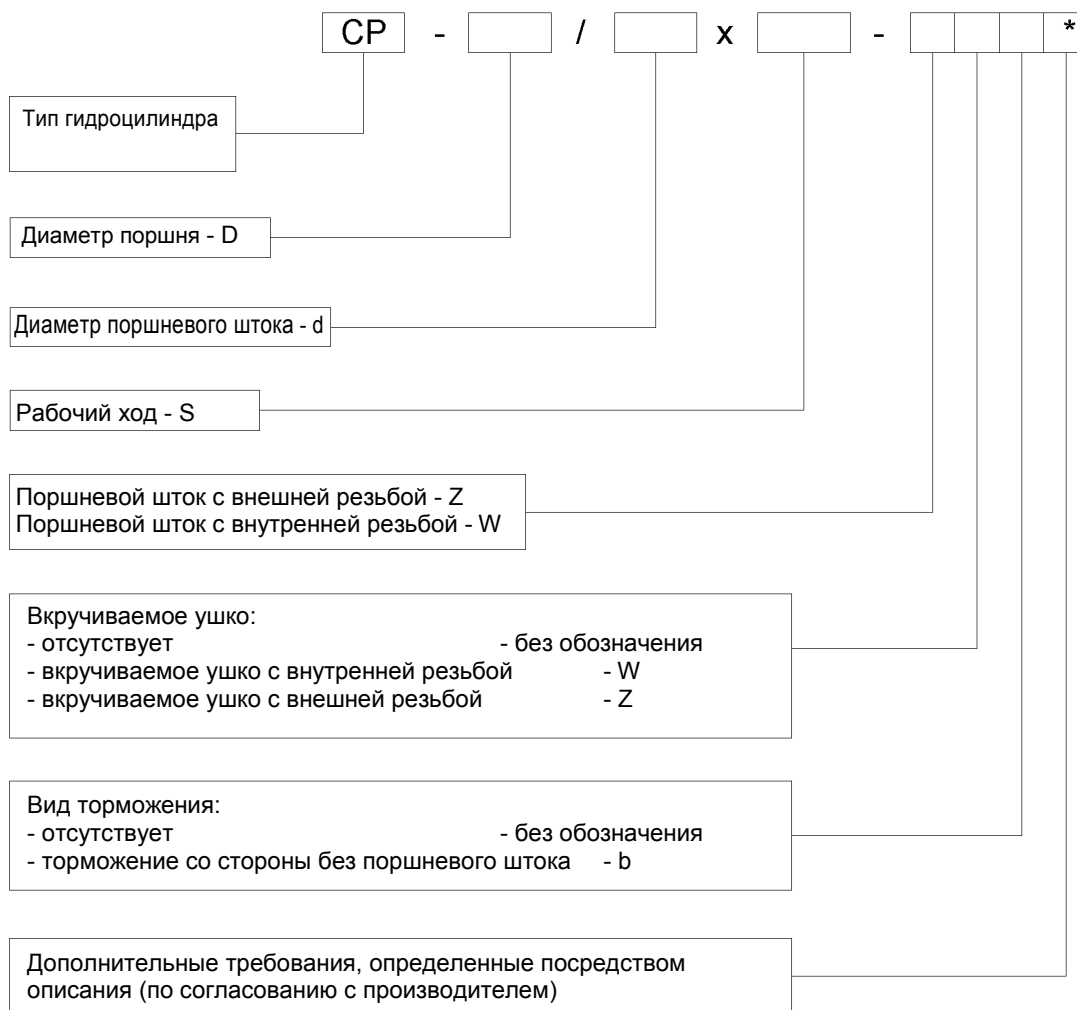 CP - / x - *
Тип гидроцилиндра
Диаметр поршня - D
Диаметр поршневого штока - d
Рабочий ход - S
Поршневой шток с внешней резьбой - Z
Поршневой шток с внутренней резьбой - W
Вкручиваемое ушко:
- отсутствует - без обозначения
- вкручиваемое ушко с внутренней резьбой - W
- вкручиваемое ушко с внешней резьбой - Z
Вид торможения:
- отсутствует - без обозначения
- торможение со стороны без поршневого штока - b
Дополнительные требования, определенные посредством
описания (по согласованию с производителем)